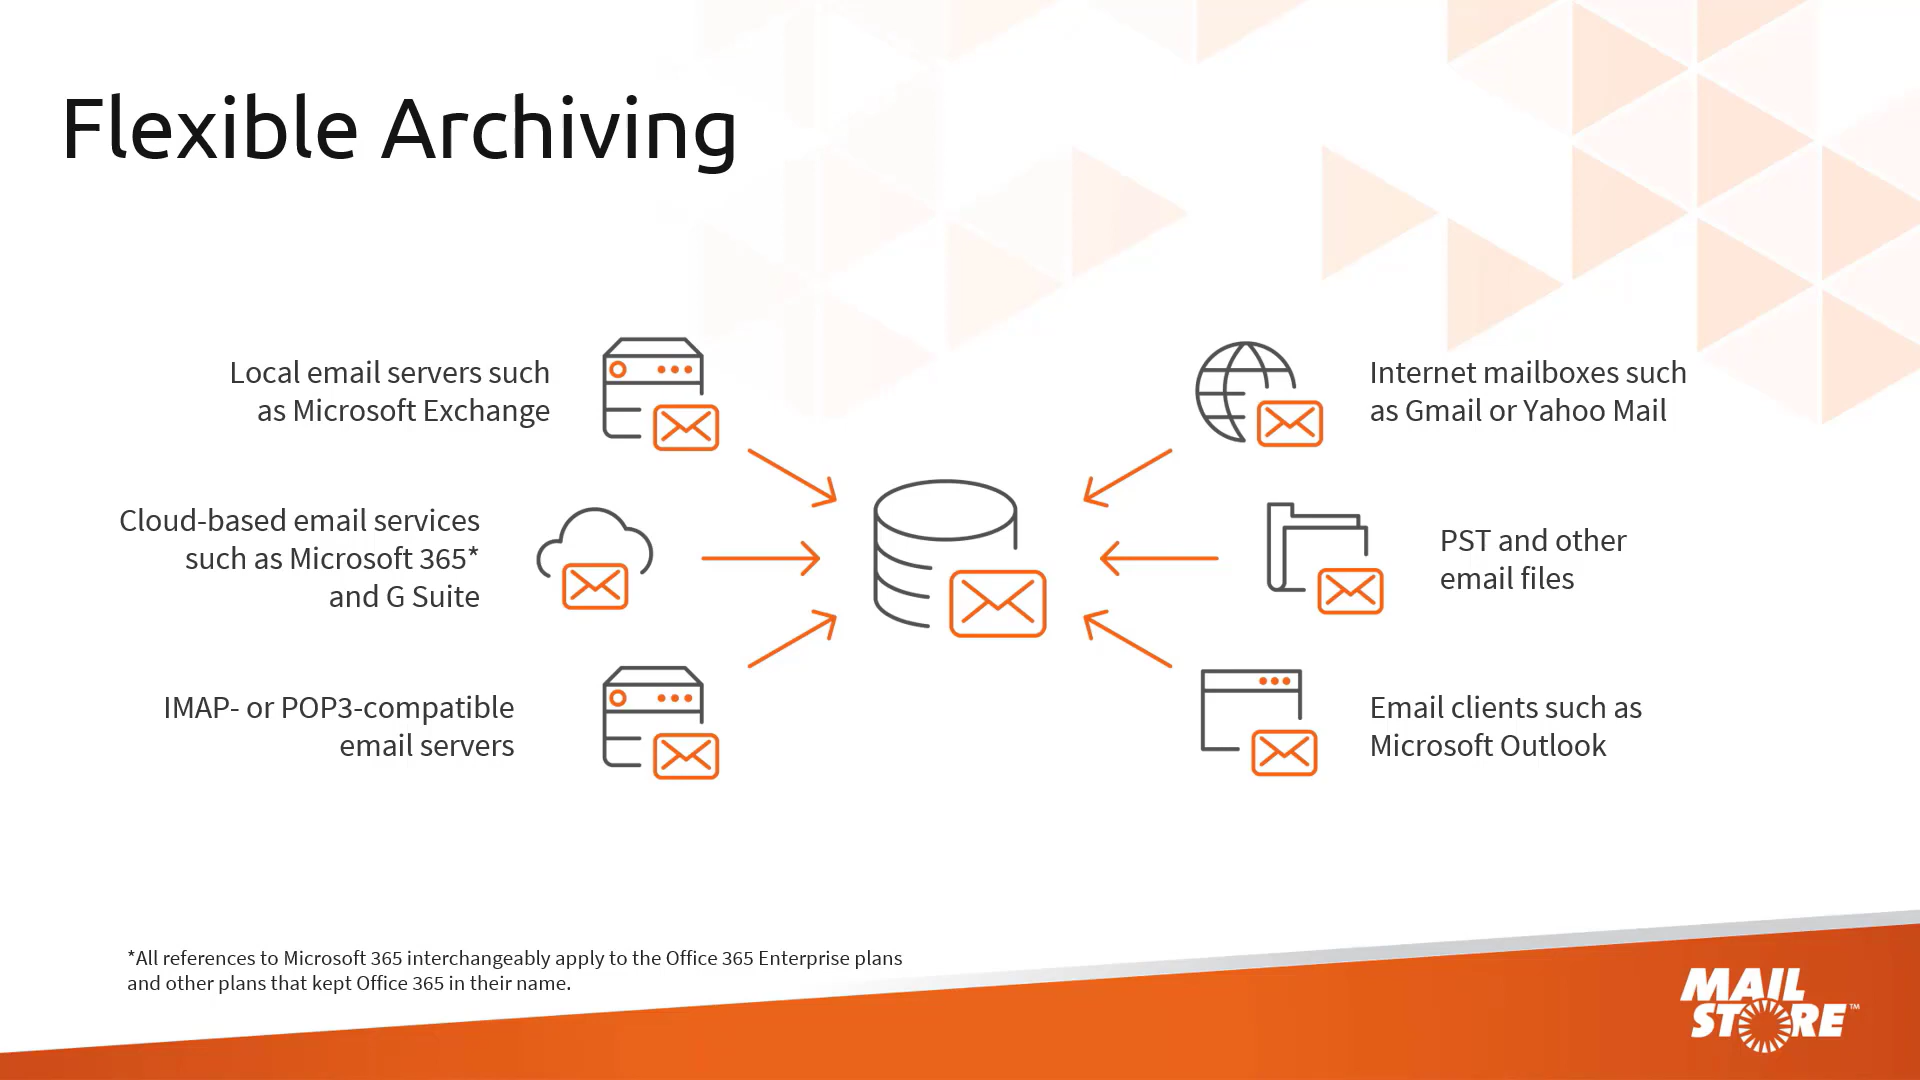 Flexible Archiving
Local email servers such
as Microsoft Exchange
Cloud-based email services
such as Microsoft 365*
and G Suite
IMAP- or POP3-compatible
email servers
Internet mailboxes such
as Gmail or Yahoo Mail
PST and other
email files
Email clients such as
Microsoft Outlook
*All references to Microsoft 365 interchangeably apply to the Office 365 Enterprise plans
and other plans that kept Office 365 in their name.
MAIL
STORE™